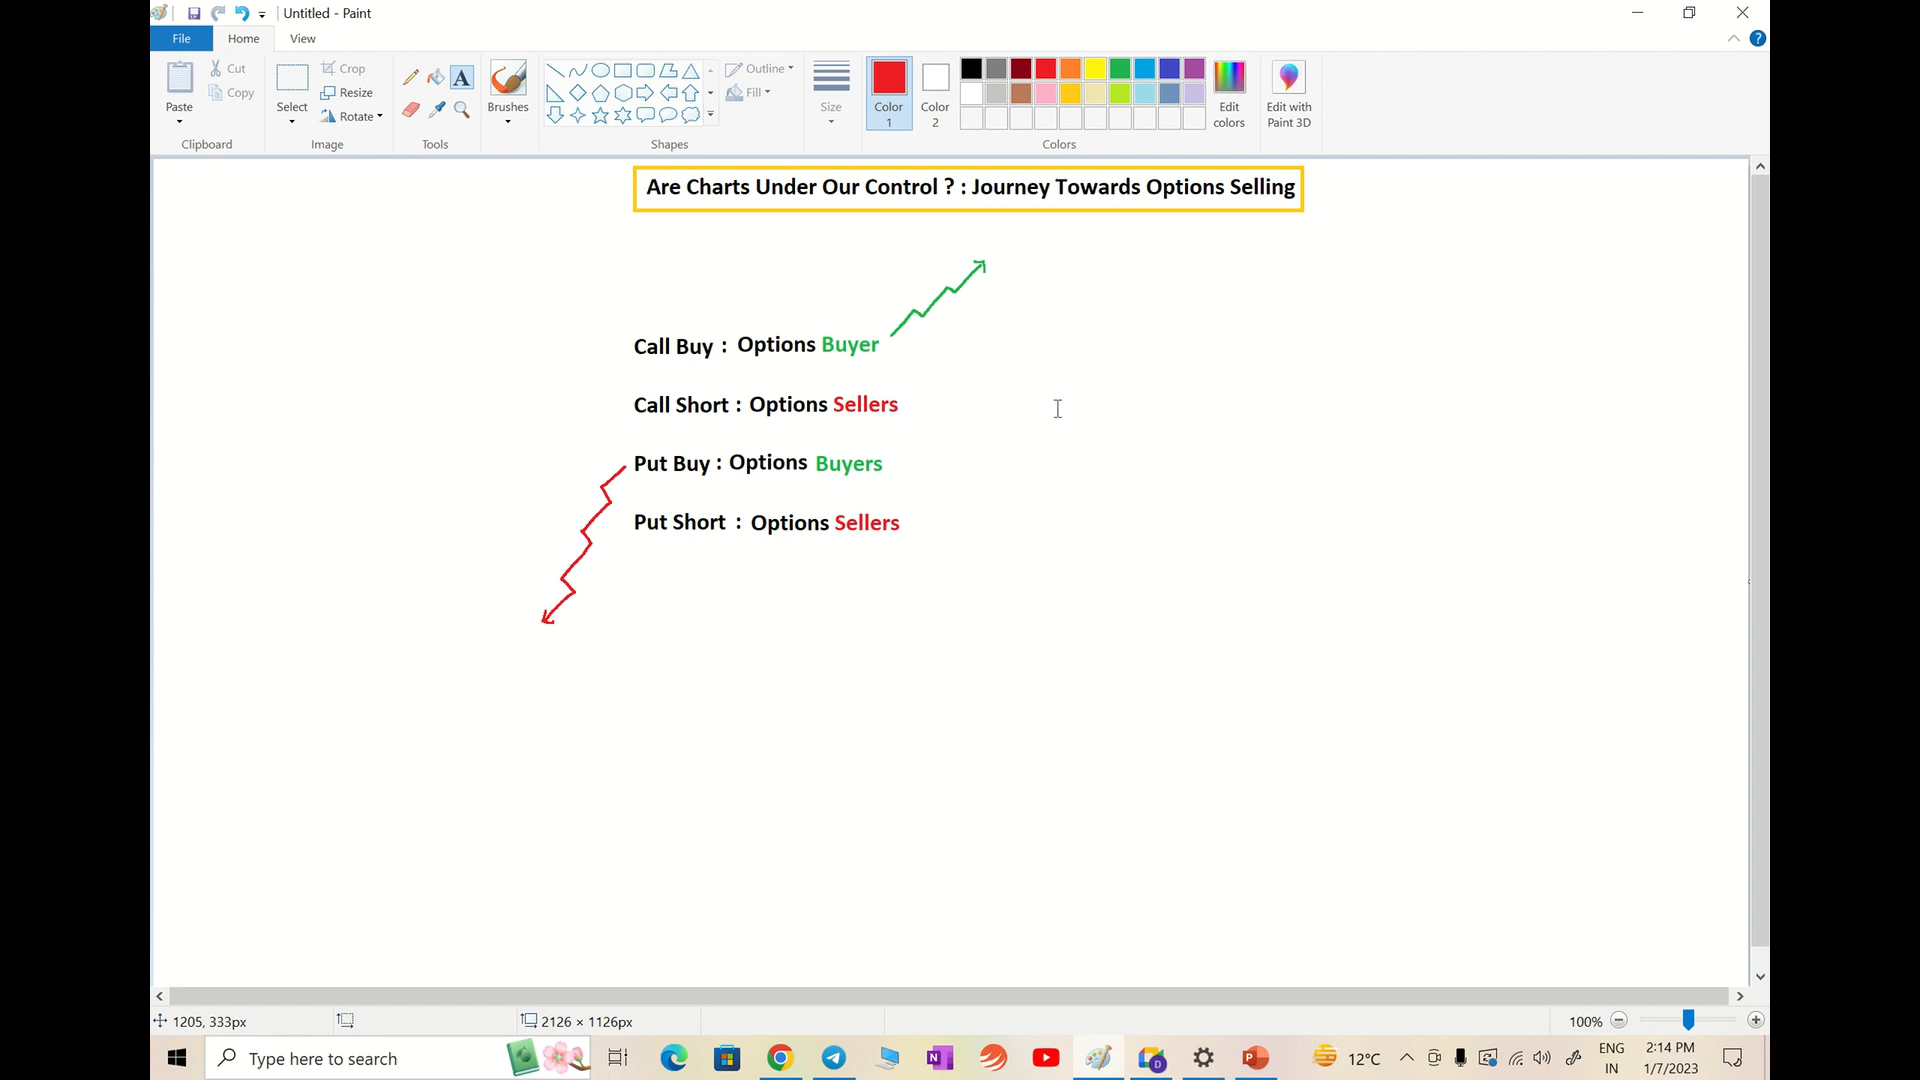 Untitled - Paint
File Home View
Paste
Cut
Copy
Clipboard
Select
Crop
Resize
Rotate
Image
Tools
Brushes
Shapes
Outline
Fill
Size
Color 1
Color 2
Edit colors
Colors
Edit with Paint 3D
Are Charts Under Our Control ? : Journey Towards Options Selling
Call Buy : Options Buyer
Call Short : Options Sellers
Put Buy : Options Buyers
Put Short : Options Sellers
1205, 333px
2126 × 1126px
100%
Type here to search
12°C
ENG
IN
2:14 PM
1/7/2023